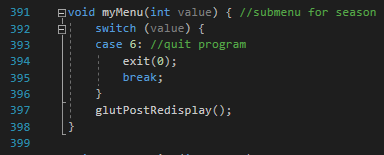 391 void myMenu(int value) { //submenu for season
392 switch (value) {
393 case 6: //quit program
394 exit(0);
395 break;
396 }
397 glutPostRedisplay();
398 }
399